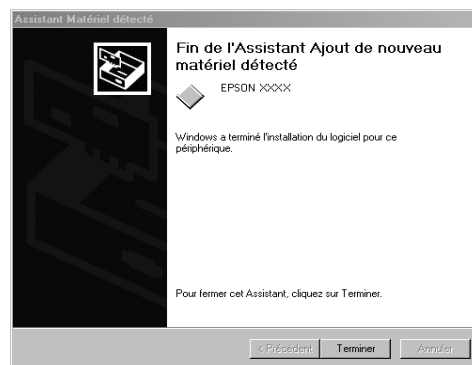 Assistant Matériel détecté
Fin de l'Assistant Ajout de nouveau
matériel détecté
EPSON XXXX
Windows a terminé l'installation du logiciel pour ce
périphérique.
Pour fermer cet Assistant, cliquez sur Terminer.
< Précédent
Terminer
Annuler